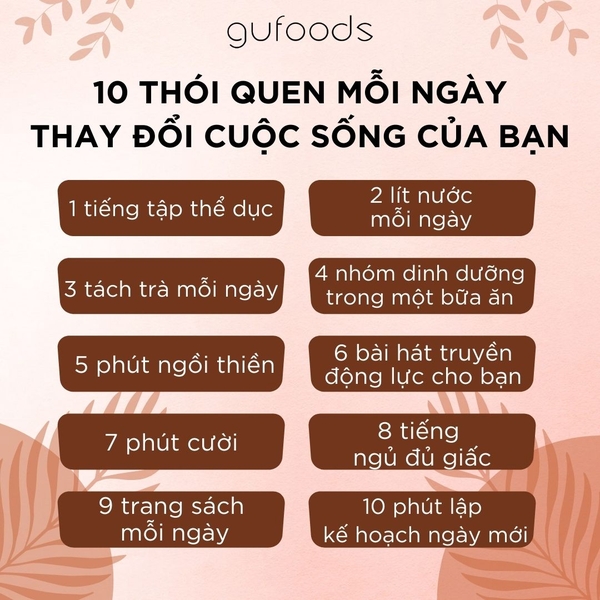 gufoods
10 THÓI QUEN MỖI NGÀY
THAY ĐỔI CUỘC SỐNG CỦA BẠN
1 tiếng tập thể dục
2 lít nước
mỗi ngày
3 tách trà mỗi ngày
4 nhóm dinh dưỡng
trong một bữa ăn
5 phút ngồi thiền
6 bài hát truyền
động lực cho bạn
7 phút cười
8 tiếng
ngủ đủ giấc
9 trang sách
mỗi ngày
10 phút lập
kế hoạch ngày mới